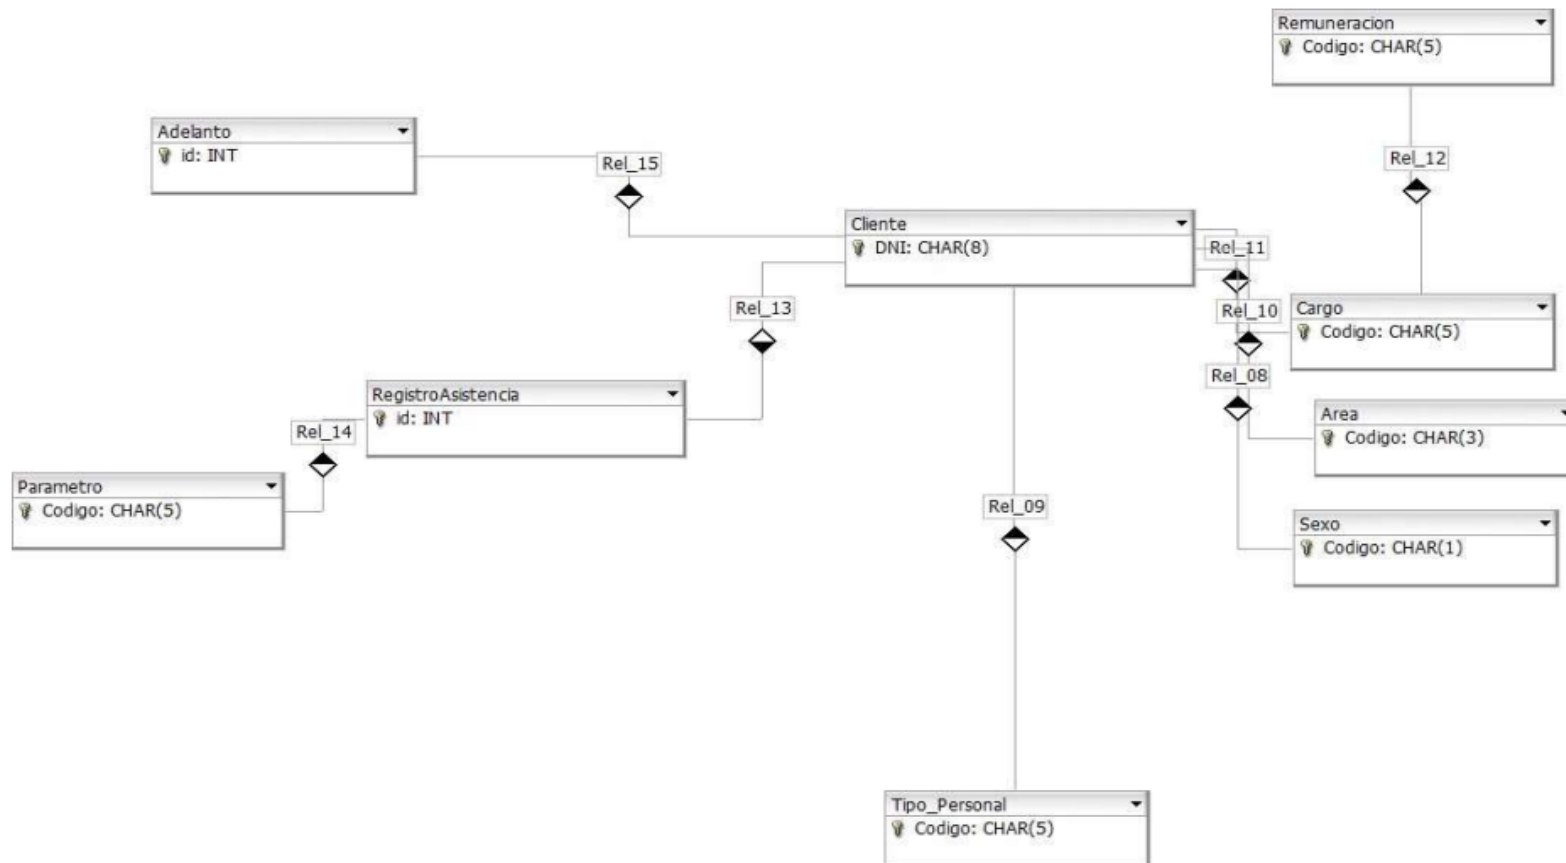 Remuneracion
Codigo: CHAR(5)
Adelanto
id: INT
Rel_15
Rel_12
Cliente
DNI: CHAR(8)
Rel_11
Rel_13
Rel_10
Cargo
Codigo: CHAR(5)
Rel_08
RegistroAsistencia
id: INT
Area
Codigo: CHAR(3)
Rel_14
Parametro
Codigo: CHAR(5)
Rel_09
Sexo
Codigo: CHAR(1)
Tipo_Personal
Codigo: CHAR(5)